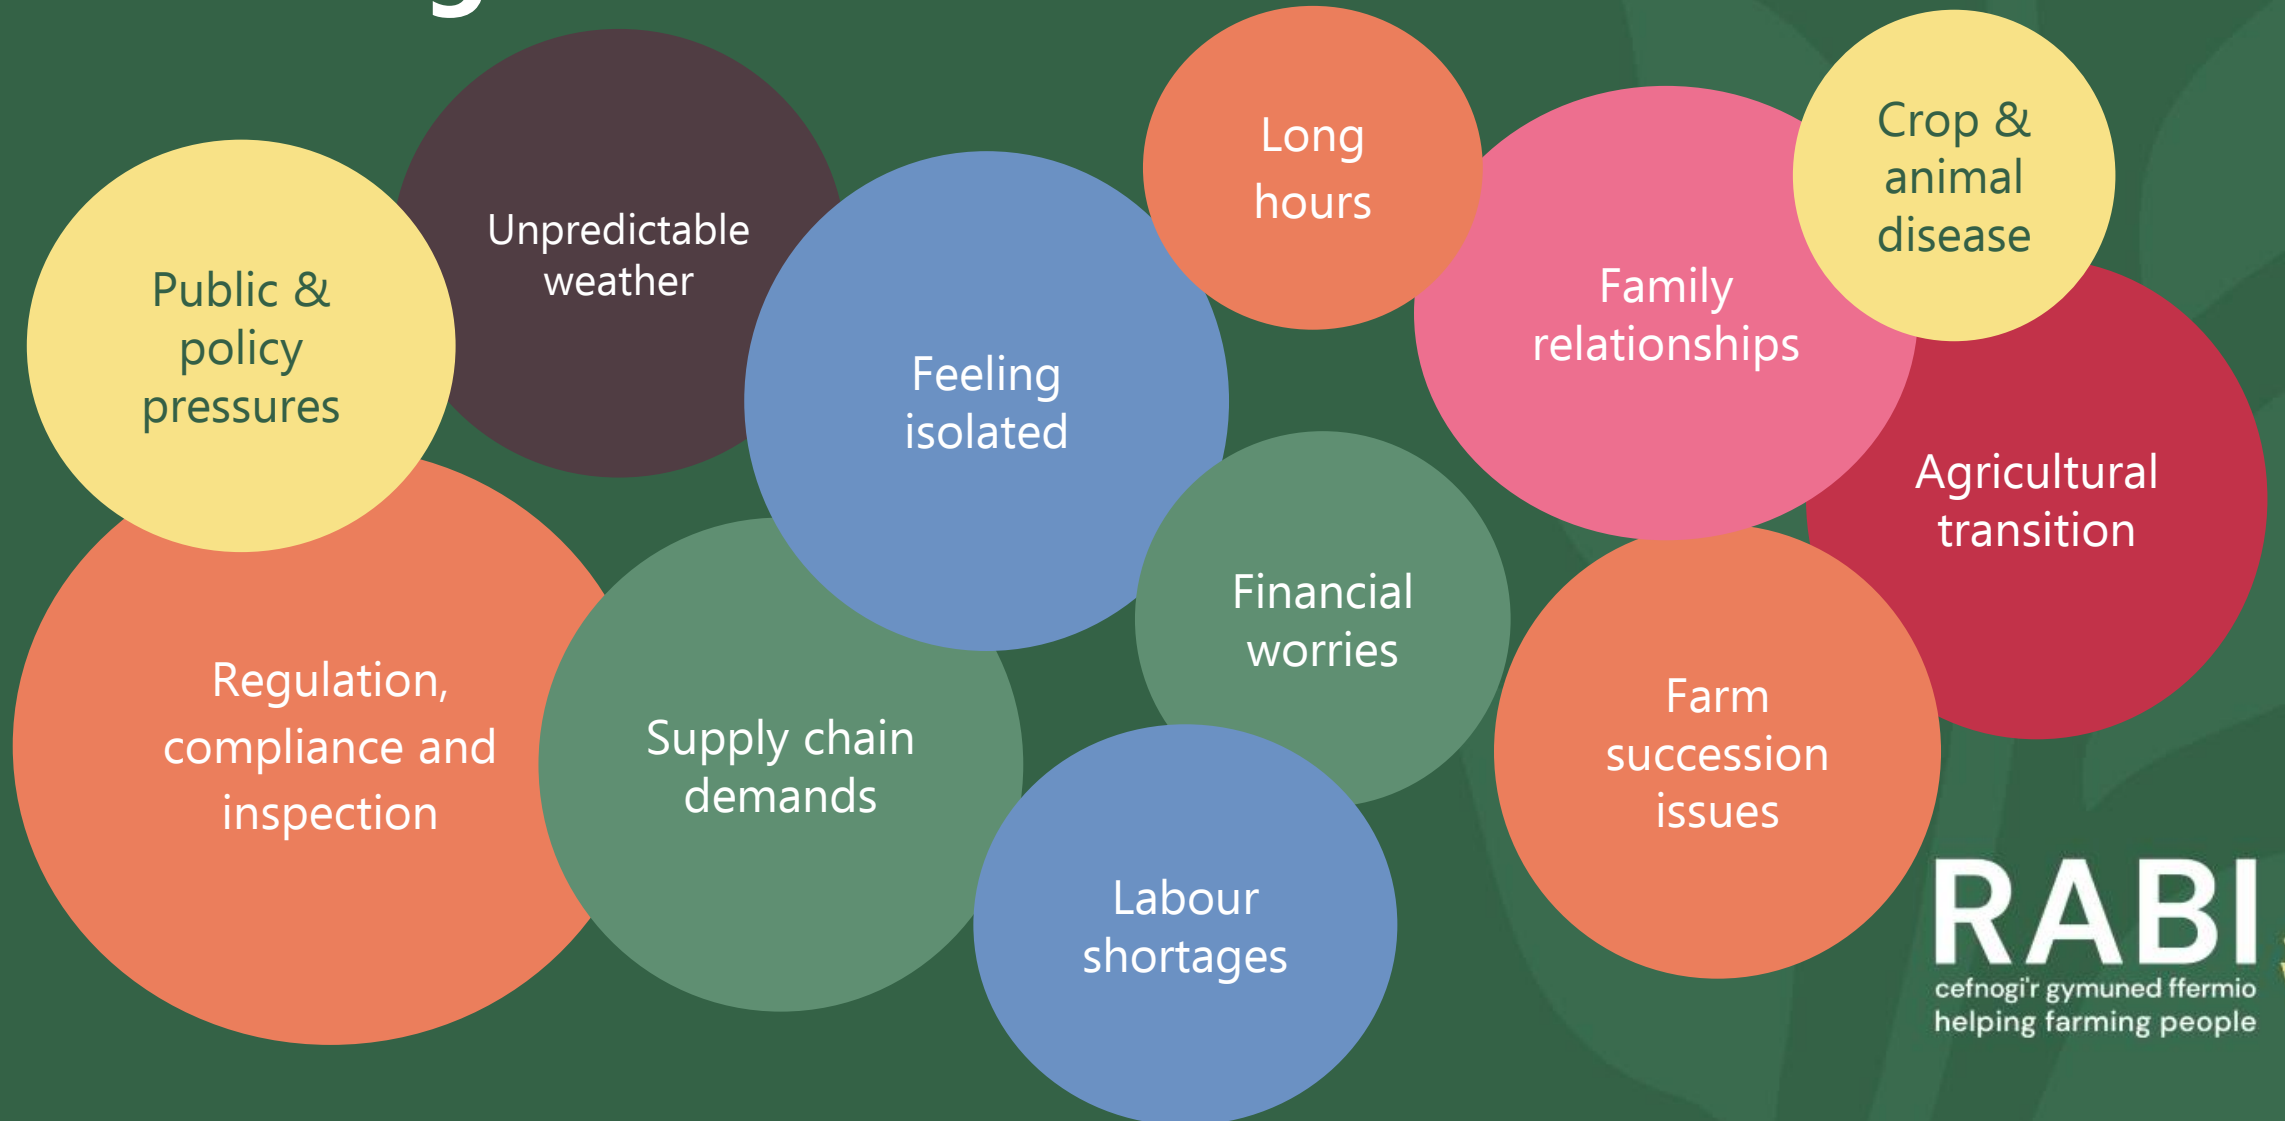 Public &
policy
pressures
Unpredictable
weather
Feeling
isolated
Long
hours
Family
relationships
Crop &
animal
disease
Agricultural
transition
Regulation,
compliance and
inspection
Supply chain
demands
Financial
worries
Labour
shortages
Farm
succession
issues
RABI
cefnogi'r gymuned ffermio
helping farming people